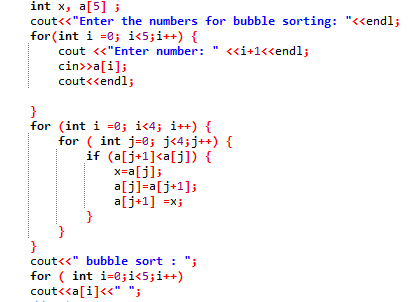 int x, a[5] ;
cout<<"Enter the numbers for bubble sorting: "<<endl;
for(int i =0; i<5;i++) {
cout <<"Enter number: " <<i+1<<endl;
cin>>a[i];
cout<<endl;
}
for (int i =0; i<4; i++) {
for ( int j=0; j<4;j++) {
if (a[j+1]<a[j]) {
x=a[j];
a[j]=a[j+1];
a[j+1] =x;
}
}
}
cout<<" bubble sort : ";
for ( int i=0;i<5;i++)
cout<<a[i]<<" ";